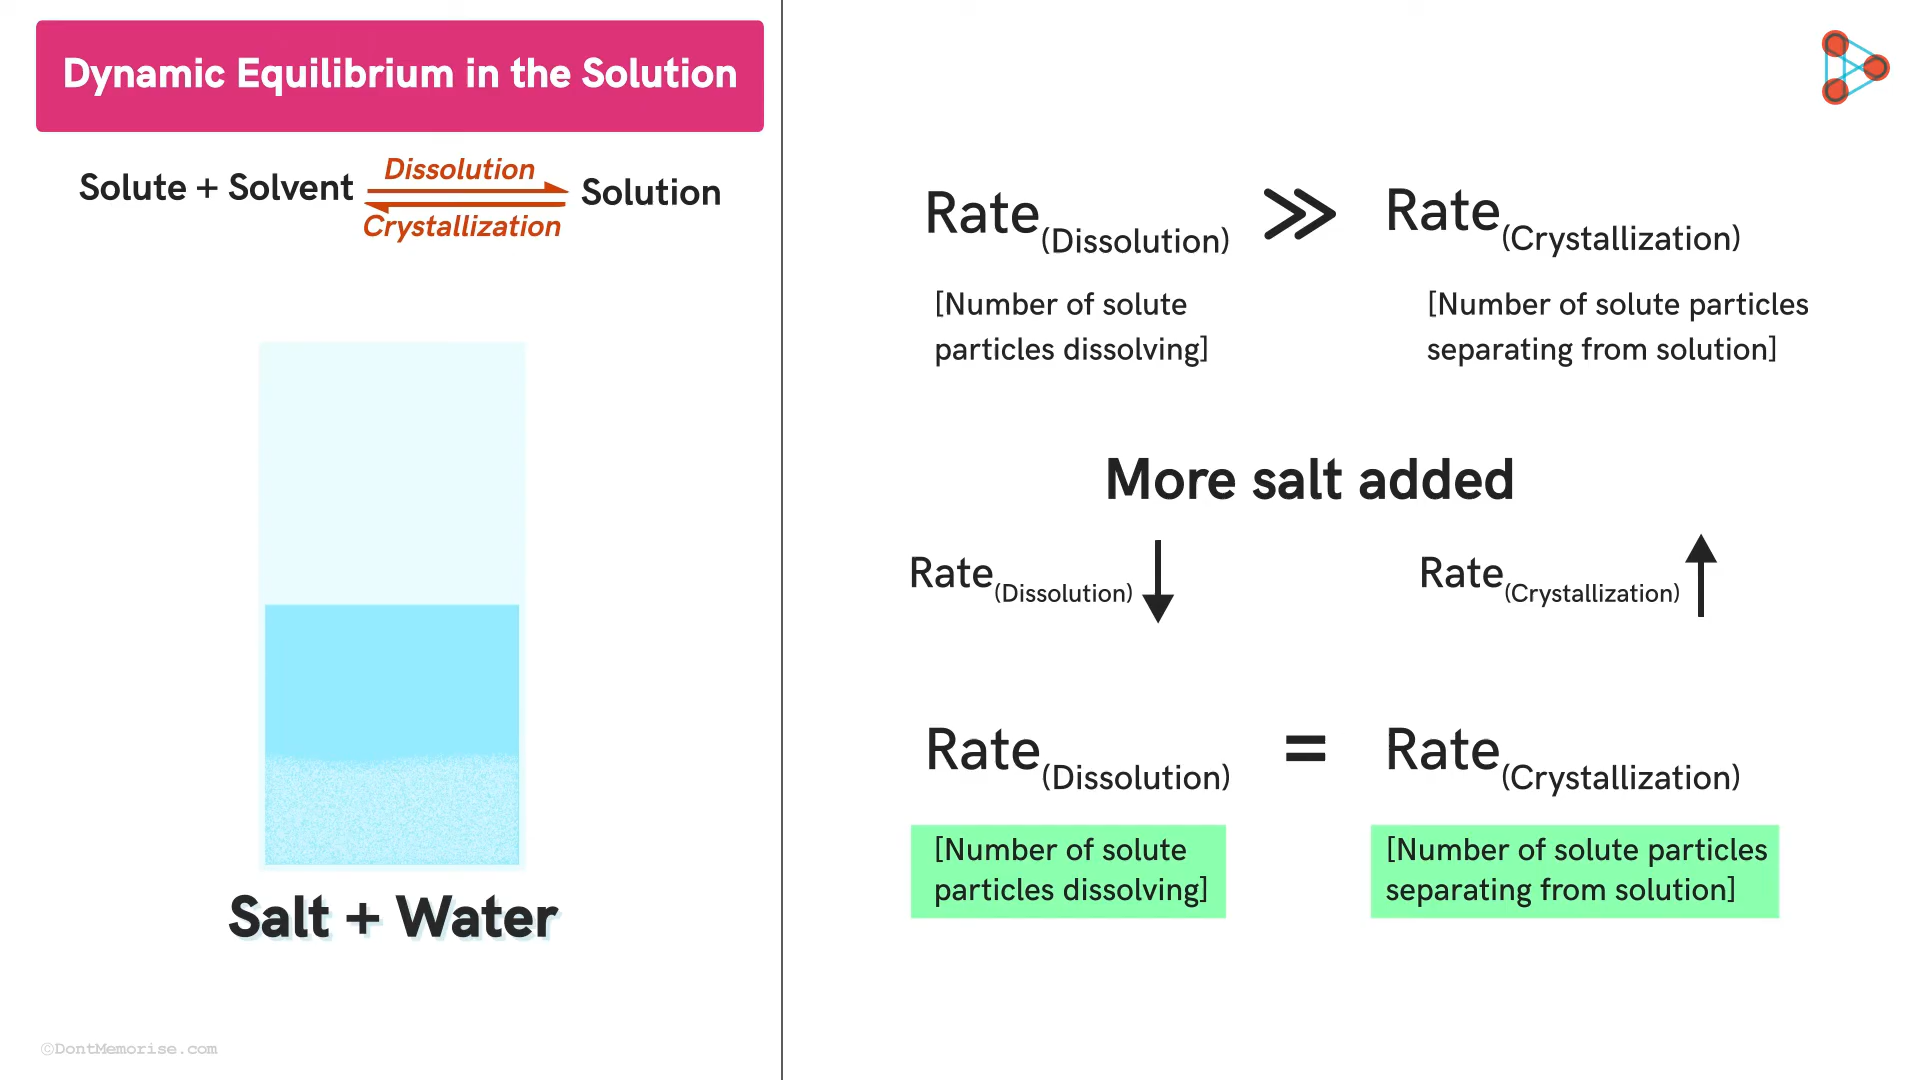 Dynamic Equilibrium in the Solution
Solute + Solvent Dissolution Solution
Crystallization
Salt + Water
©DontMemorise.com
Rate(Dissolution) >> Rate(Crystallization)
[Number of solute
particles dissolving]
[Number of solute particles
separating from solution]
More salt added
Rate(Dissolution) ↓
Rate(Crystallization) ↑
Rate(Dissolution) = Rate(Crystallization)
[Number of solute
particles dissolving]
[Number of solute particles
separating from solution]